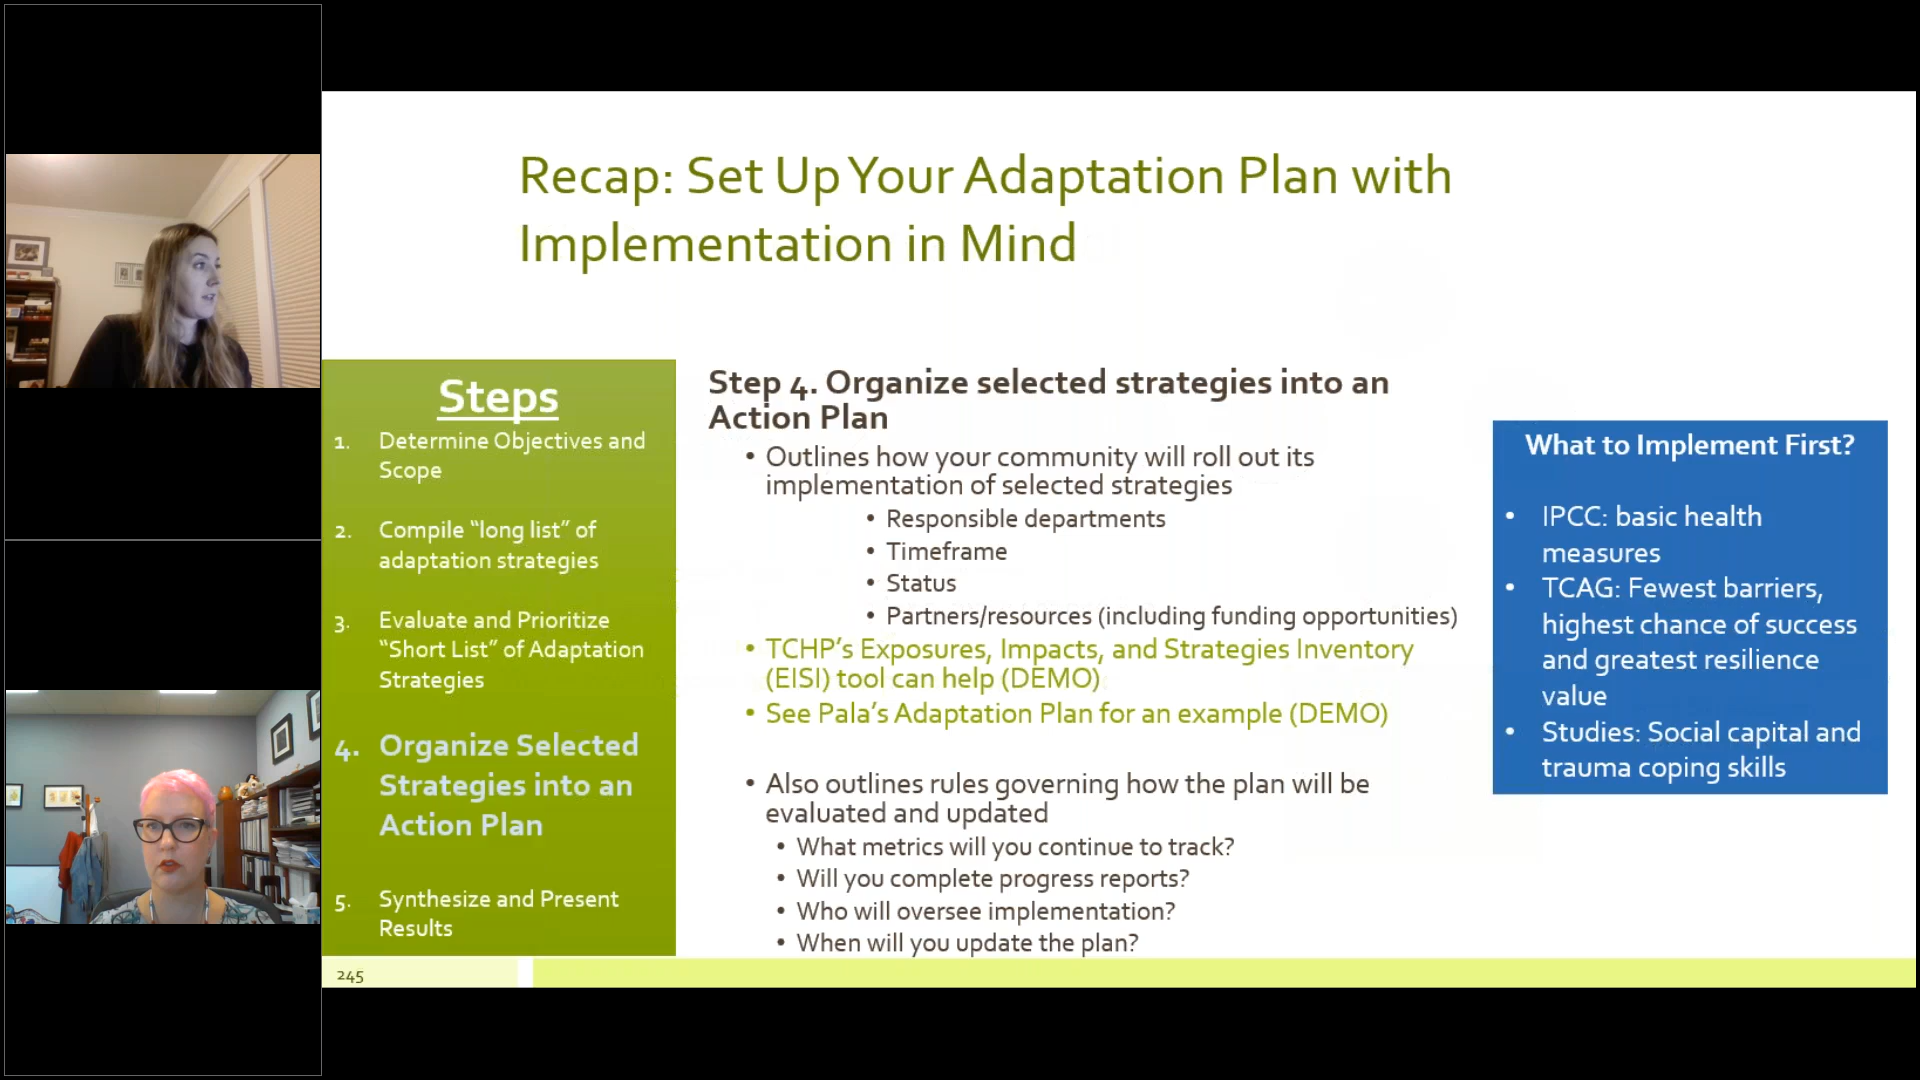 Recap: Set Up Your Adaptation Plan with
Implementation in Mind
Steps
1. Determine Objectives and
Scope
2. Compile “long list” of
adaptation strategies
3. Evaluate and Prioritize
“Short List” of Adaptation
Strategies
4. Organize Selected
Strategies into an
Action Plan
5. Synthesize and Present
Results
Step 4. Organize selected strategies into an
Action Plan
• Outlines how your community will roll out its
implementation of selected strategies
• Responsible departments
• Timeframe
• Status
• Partners/resources (including funding opportunities)
• TCHP’s Exposures, Impacts, and Strategies Inventory
(EISI) tool can help (DEMO)
• See Pala’s Adaptation Plan for an example (DEMO)
• Also outlines rules governing how the plan will be
evaluated and updated
• What metrics will you continue to track?
• Will you complete progress reports?
• Who will oversee implementation?
• When will you update the plan?
What to Implement First?
• IPCC: basic health
measures
• TCAG: Fewest barriers,
highest chance of success
and greatest resilience
value
• Studies: Social capital and
trauma coping skills
245